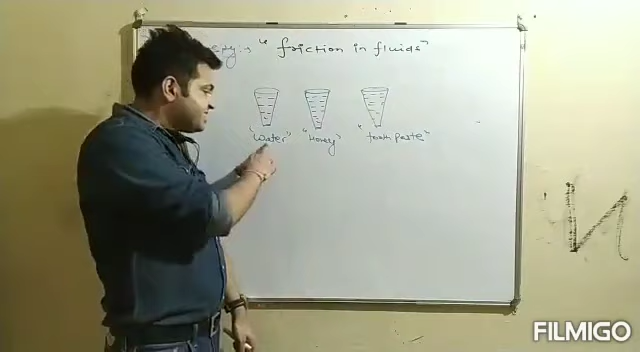 " friction in fluids"
"Water" "Honey" "tooth Paste"
FILMIGO